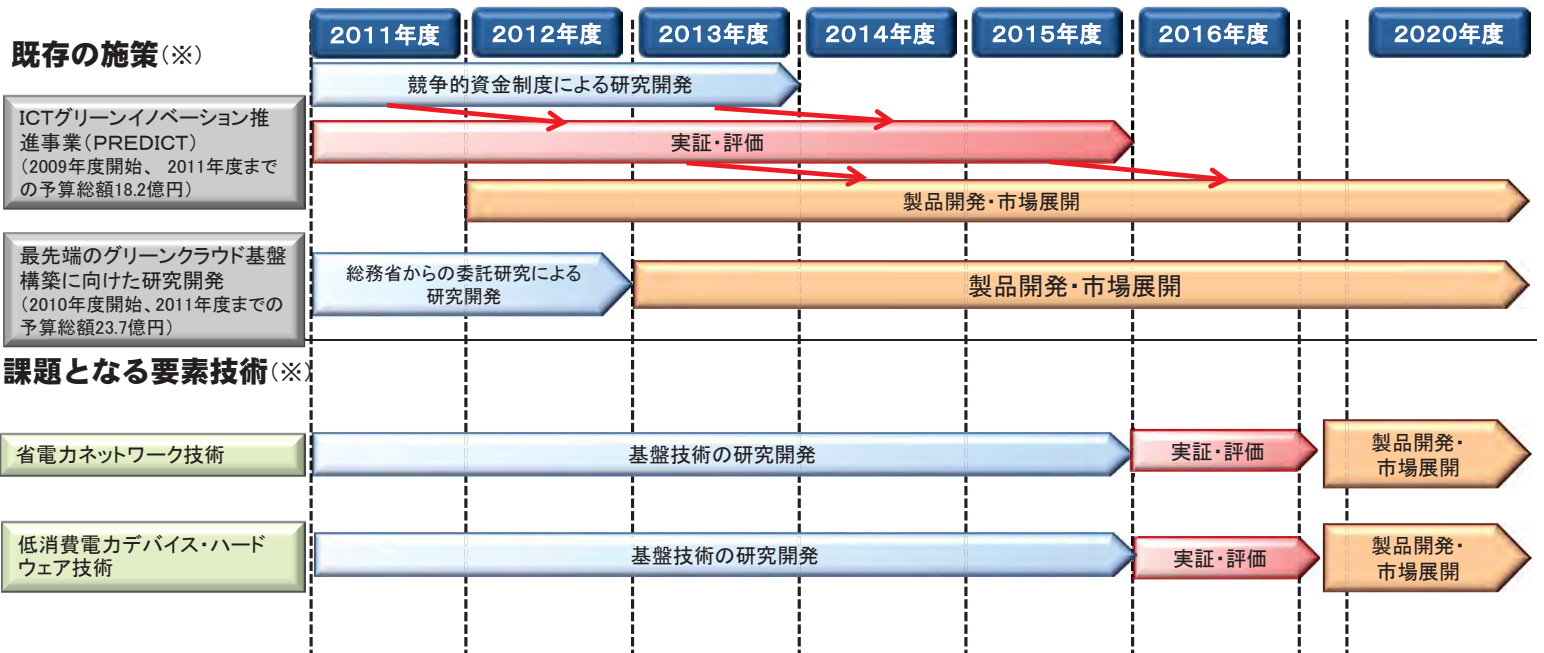 2011年度 2012年度 2013年度 2014年度 2015年度 2016年度 2020年度
既存の施策(※)
競争的資金制度による研究開発
ICTグリーンイノベーション推
進事業(PREDICT)
(2009年度開始、 2011年度まで
の予算総額18.2億円)
実証・評価
製品開発・市場展開
最先端のグリーンクラウド基盤
構築に向けた研究開発
(2010年度開始、2011年度までの
予算総額23.7億円)
総務省からの委託研究による
研究開発
製品開発・市場展開
課題となる要素技術(※)
省電力ネットワーク技術
基盤技術の研究開発
実証・評価
製品開発・
市場展開
低消費電力デバイス・ハード
ウェア技術
基盤技術の研究開発
実証・評価
製品開発・
市場展開